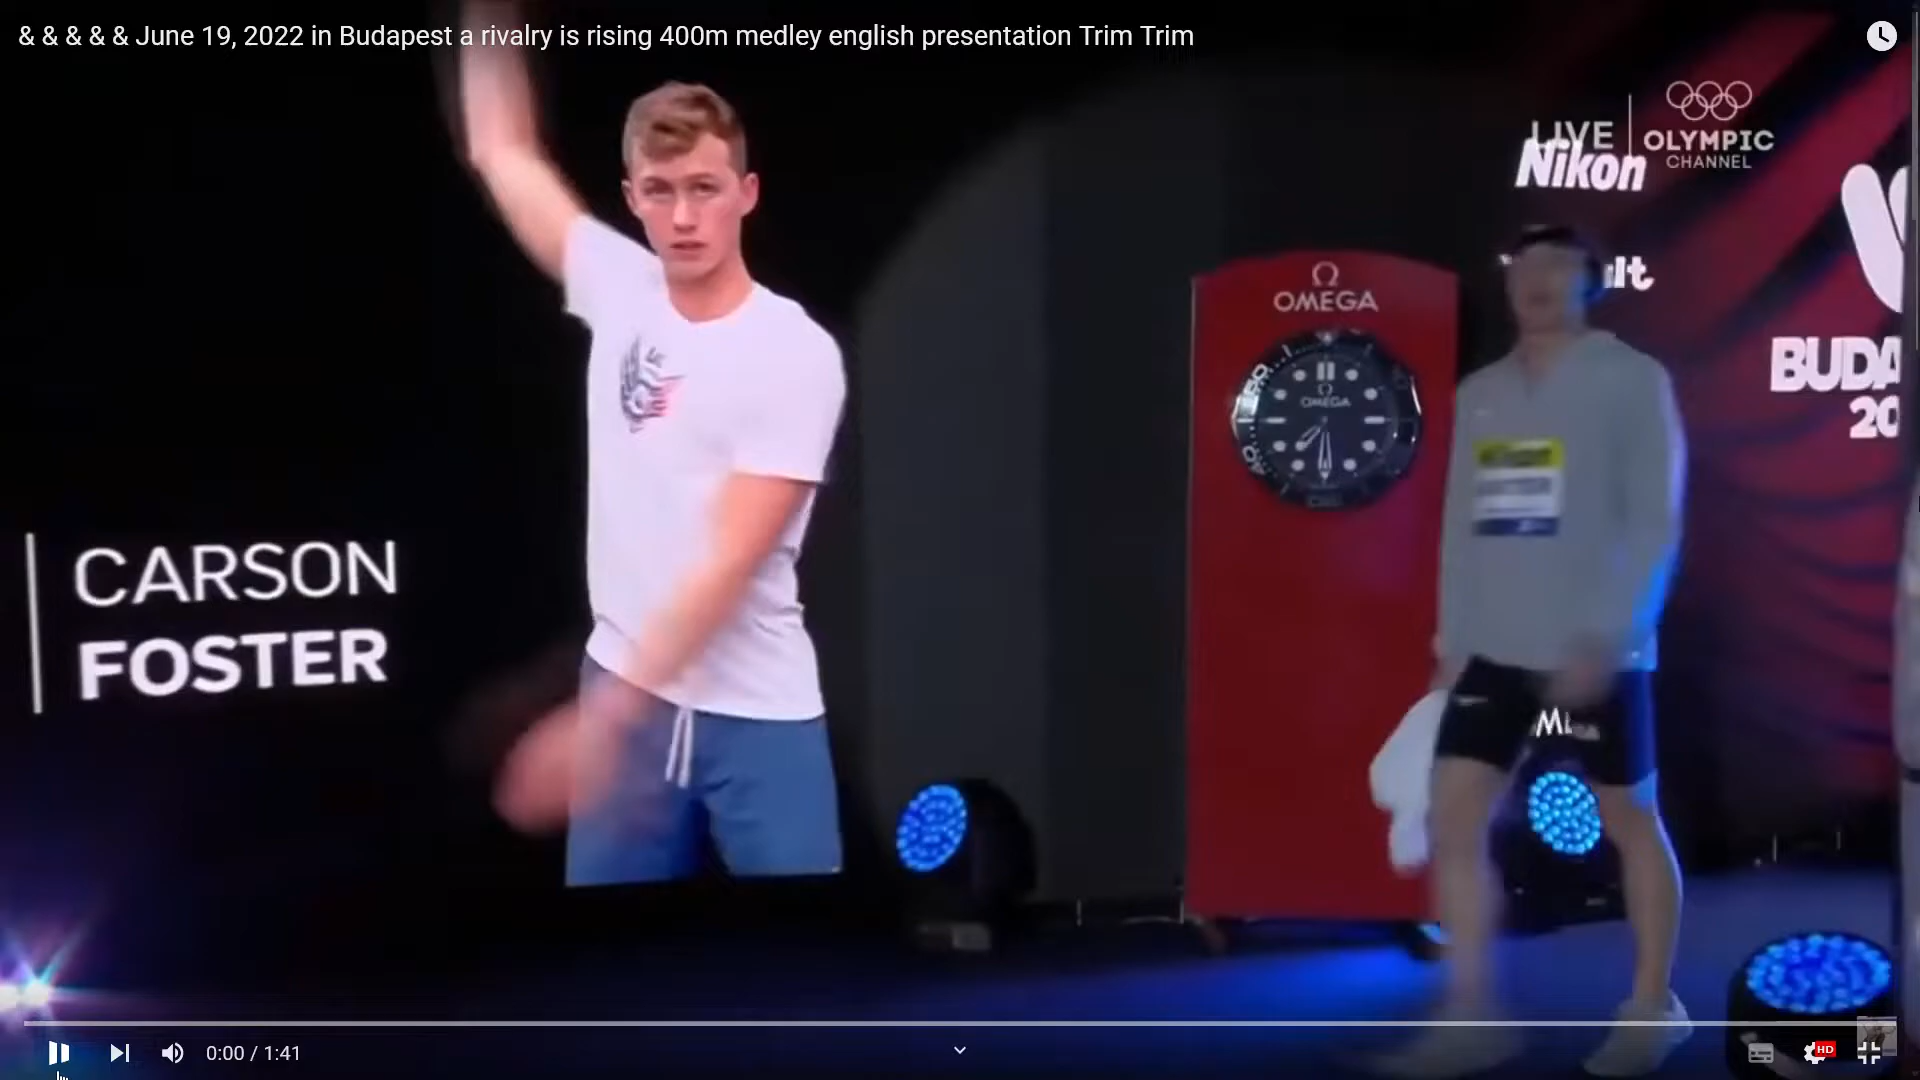 & & & & & June 19, 2022 in Budapest a rivalry is rising 400m medley english presentation Trim Trim
LIVE
OLYMPIC
CHANNEL
Nikon
OMEGA
OMEGA
BUDA
20
CARSON
FOSTER
0:00 / 1:41
HD